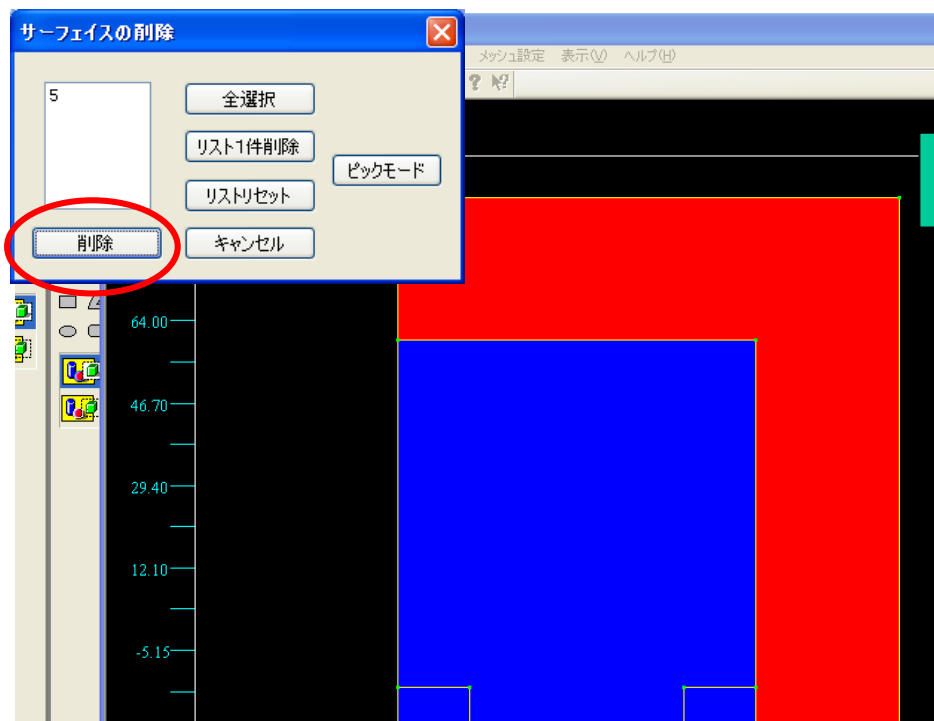 サーフェイスの削除
メッシュ設定 表示(V) ヘルプ(H)
5
全選択
リスト1件削除
ピックモード
リストリセット
削除
キャンセル
64.00
46.70
29.40
12.10
-5.15